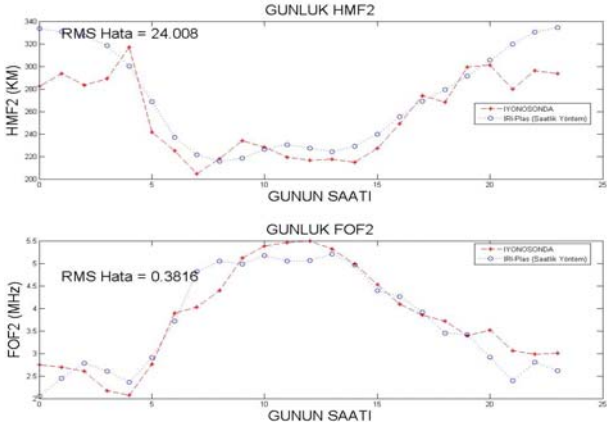 GUNLUK HMF2
RMS Hata = 24.008
HMF2 (KM)
340
320
300
280
260
240
220
200
180
0
5
10
15
20
25
IYONOSONDA
IRI-Plas (Saatlik Yöntem)
GUNUN SAATI
GUNLUK FOF2
RMS Hata = 0.3816
FOF2 (MHz)
5.5
5
4.5
4
3.5
3
2.5
2
0
5
10
15
20
25
IYONOSONDA
IRI-Plas (Saatlik Yöntem)
GUNUN SAATI